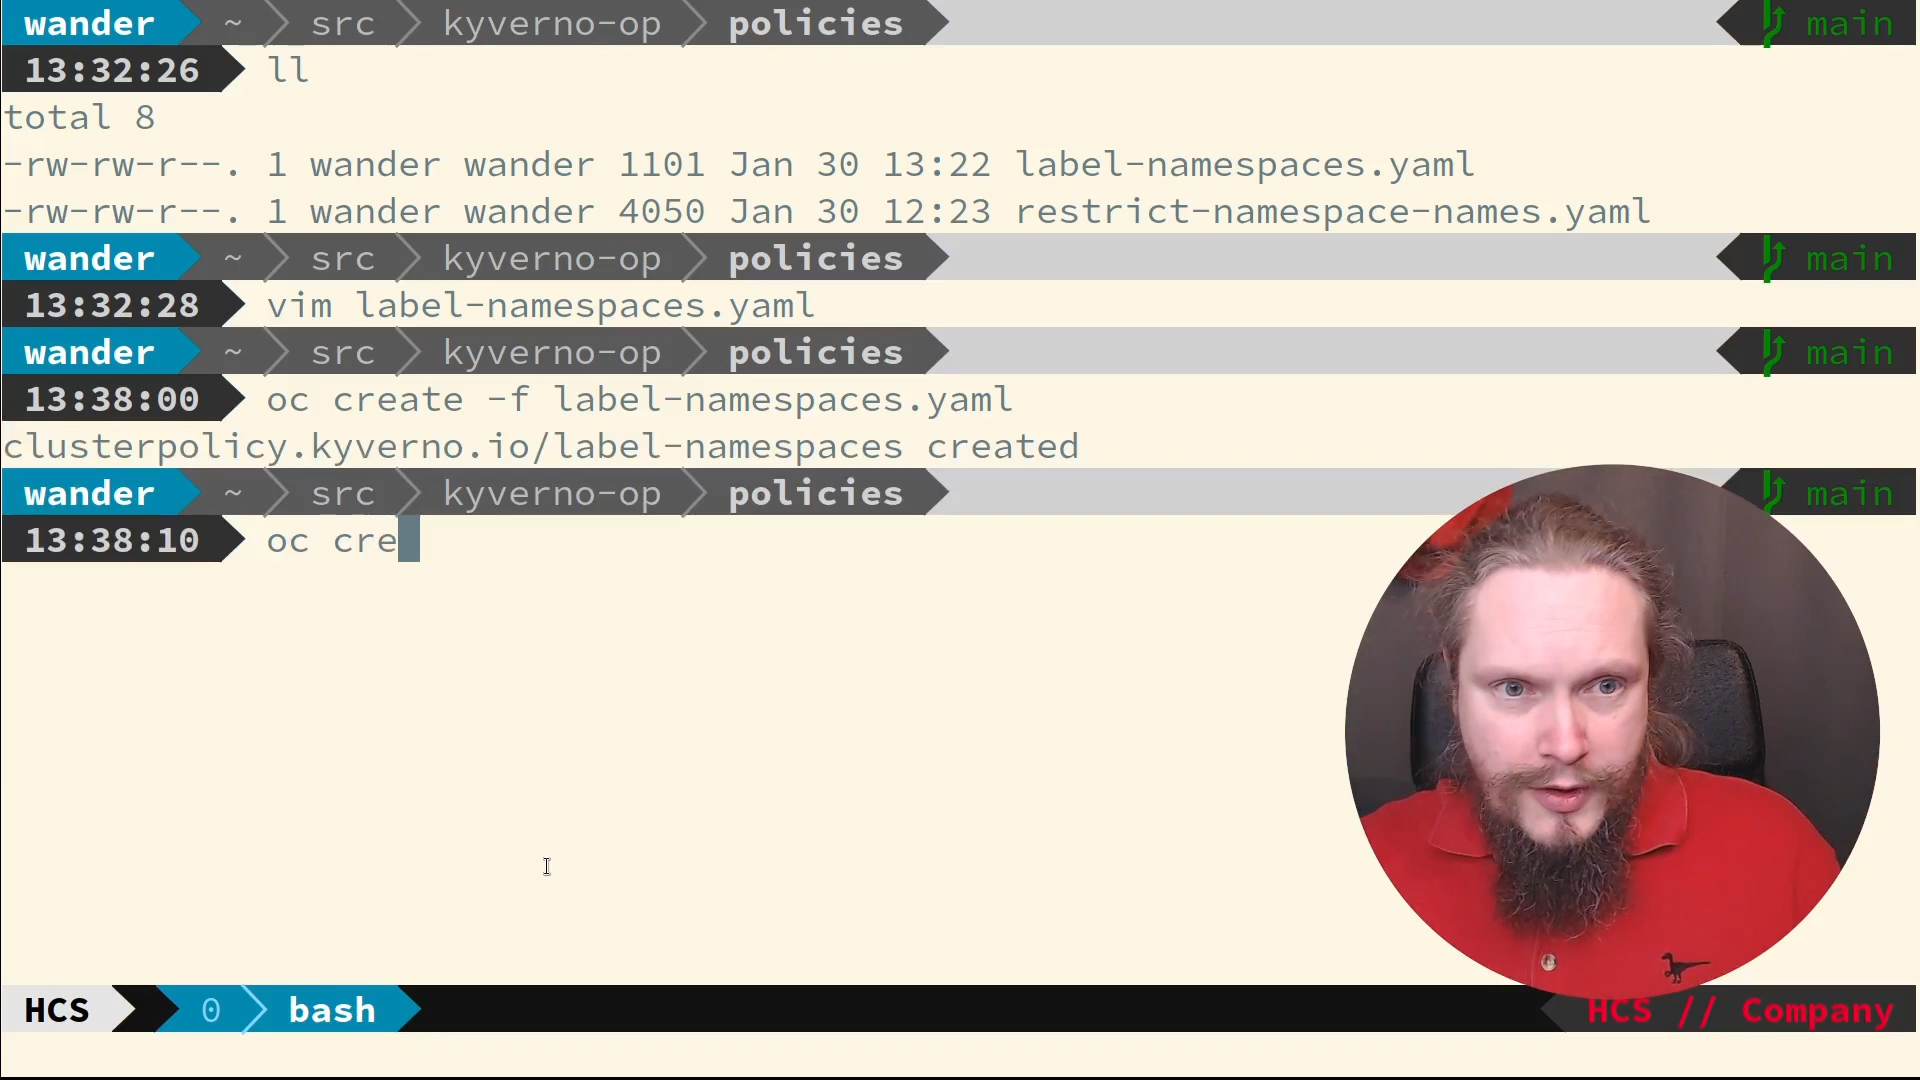 wander ~ src kyverno-op policies main
13:32:26 ll
total 8
-rw-rw-r--. 1 wander wander 1101 Jan 30 13:22 label-namespaces.yaml
-rw-rw-r--. 1 wander wander 4050 Jan 30 12:23 restrict-namespace-names.yaml
wander ~ src kyverno-op policies main
13:32:28 vim label-namespaces.yaml
wander ~ src kyverno-op policies main
13:38:00 oc create -f label-namespaces.yaml
clusterpolicy.kyverno.io/label-namespaces created
wander ~ src kyverno-op policies main
13:38:10 oc cre
HCS 0 bash HCS // Company